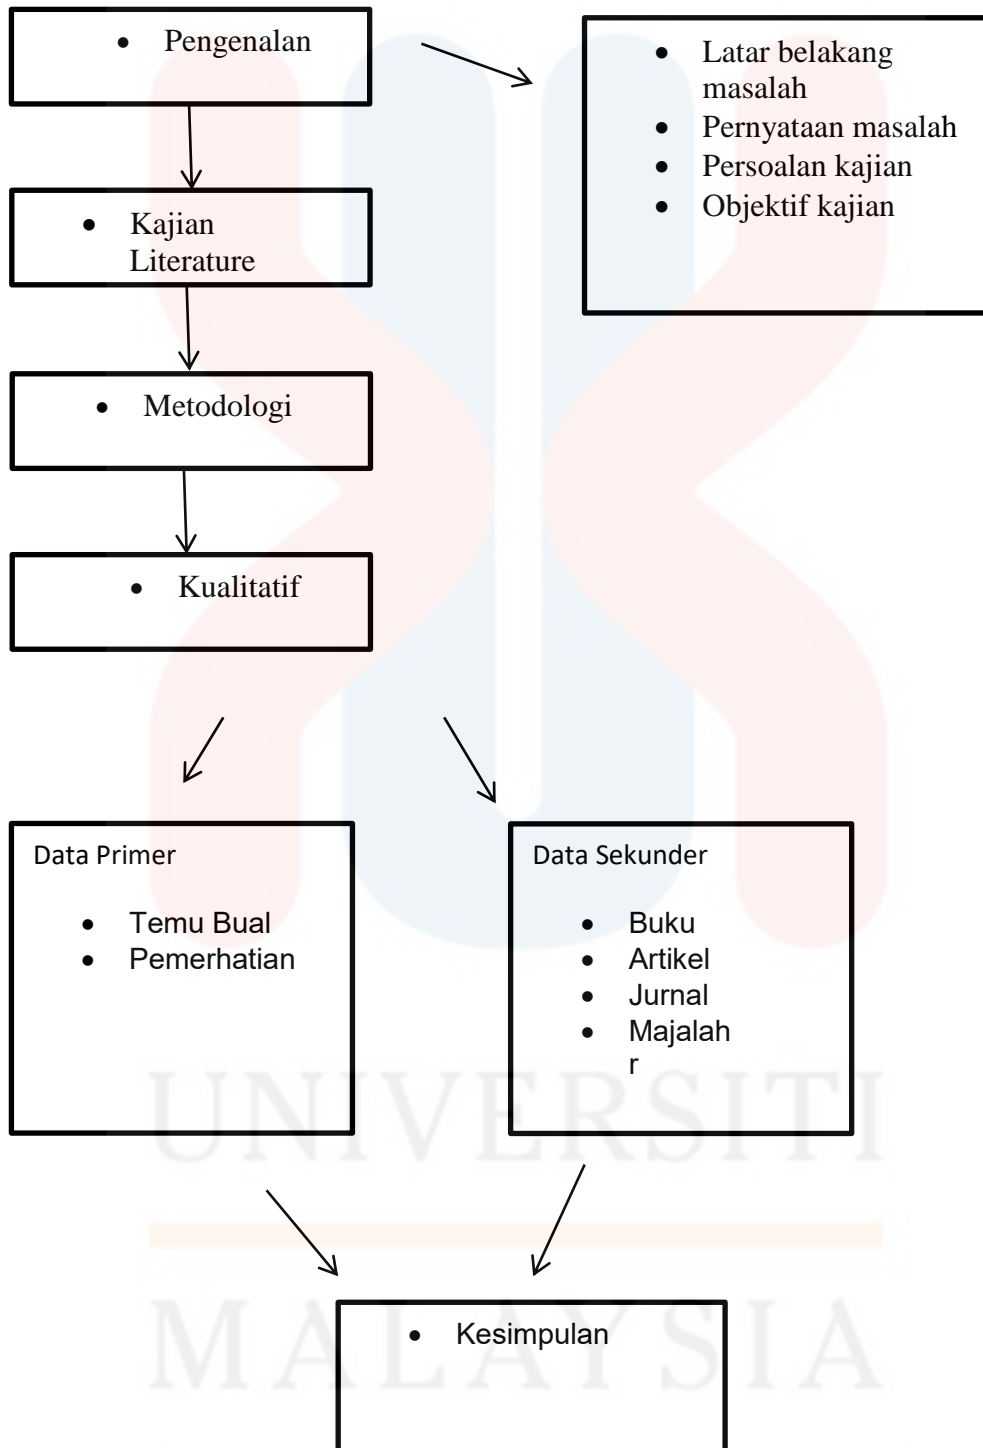 • Pengenalan
• Latar belakang
masalah
• Pernyataan masalah
• Persoalan kajian
• Objektif kajian
• Kajian
Literature
• Metodologi
• Kualitatif
Data Primer
• Temu Bual
• Pemerhatian
Data Sekunder
• Buku
• Artikel
• Jurnal
• Majalah
r
UNIVERSITI
• Kesimpulan
MALAYSIA